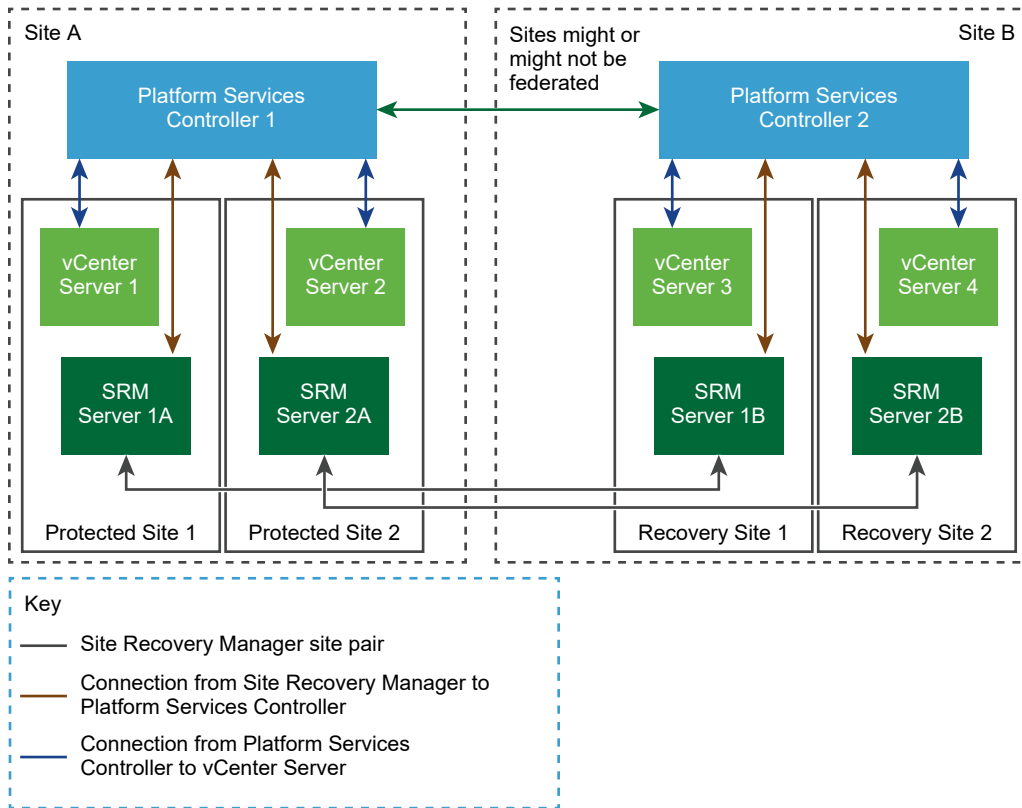 Site A
Sites might or
might not be
federated
Site B
Platform Services
Controller 1
Platform Services
Controller 2
vCenter
Server 1
vCenter
Server 2
vCenter
Server 3
vCenter
Server 4
SRM
Server 1A
SRM
Server 2A
SRM
Server 1B
SRM
Server 2B
Protected Site 1
Protected Site 2
Recovery Site 1
Recovery Site 2
Key
Site Recovery Manager site pair
Connection from Site Recovery Manager to
Platform Services Controller
Connection from Platform Services
Controller to vCenter Server